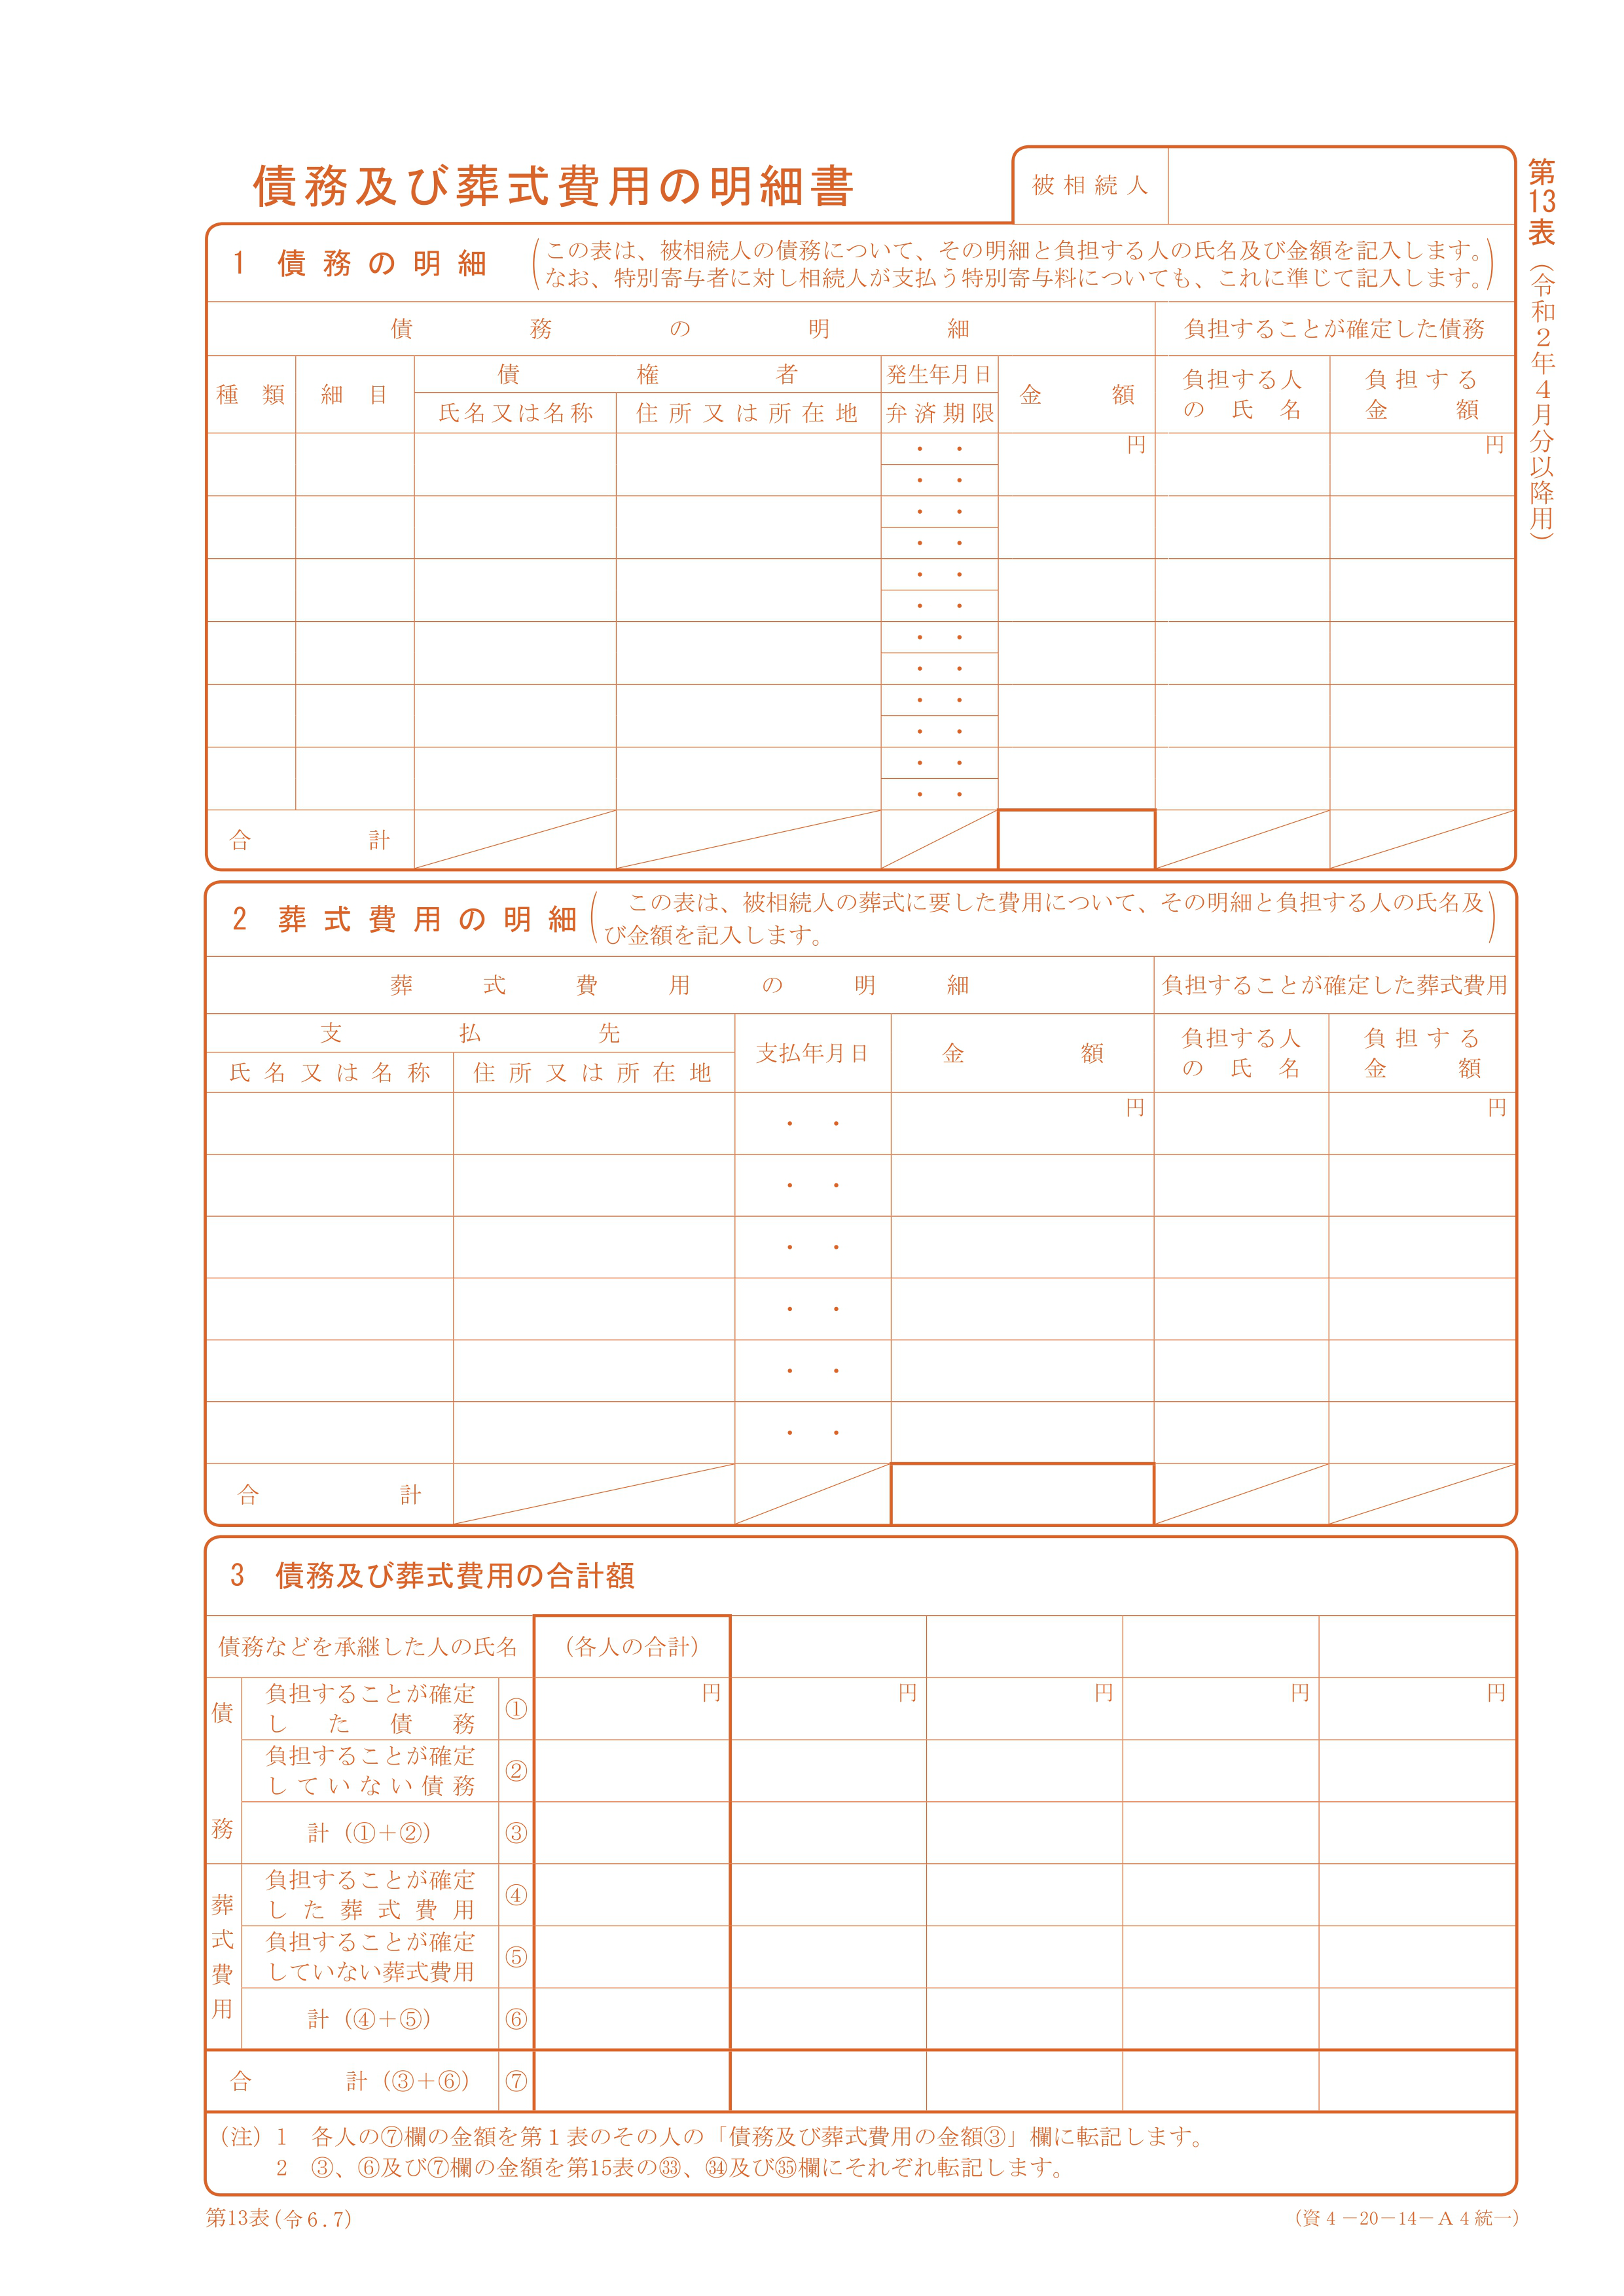 債務及び葬式費用の明細書
被相続人
第13表（令和2年4月分以降用）
1 債務の明細
（この表は、被相続人の債務について、その明細と負担する人の氏名及び金額を記入します。
なお、特別寄与者に対し相続人が支払う特別寄与料についても、これに準じて記入します。）
債務の明細 負担することが確定した債務
種類 細目 債権者 発生年月日 金額 負担する人の氏名 負担する金額
氏名又は名称 住所又は所在地 弁済期限
円 円
・ ・
・ ・
・ ・
・ ・
・ ・
・ ・
・ ・
・ ・
・ ・
・ ・
・ ・
・ ・
合計
2 葬式費用の明細
（この表は、被相続人の葬式に要した費用について、その明細と負担する人の氏名及
び金額を記入します。）
葬式費用の明細 負担することが確定した葬式費用
支払先 支払年月日 金額 負担する人の氏名 負担する金額
氏名又は名称 住所又は所在地
・ ・ 円 円
・ ・
・ ・
・ ・
・ ・
・ ・
合計
3 債務及び葬式費用の合計額
債務などを承継した人の氏名 （各人の合計）
債務
負担することが確定
した債務 ① 円 円 円 円 円
負担することが確定
していない債務 ②
計（①＋②） ③
葬式費用
負担することが確定
した葬式費用 ④
負担することが確定
していない葬式費用 ⑤
計（④＋⑤） ⑥
合計（③＋⑥） ⑦
（注）1 各人の⑦欄の金額を第1表のその人の「債務及び葬式費用の金額③」欄に転記します。
2 ③、⑥及び⑦欄の金額を第15表の㉝、㉞及び㉟欄にそれぞれ転記します。
第13表(令6.7)
（資4－20－14－A4統一）